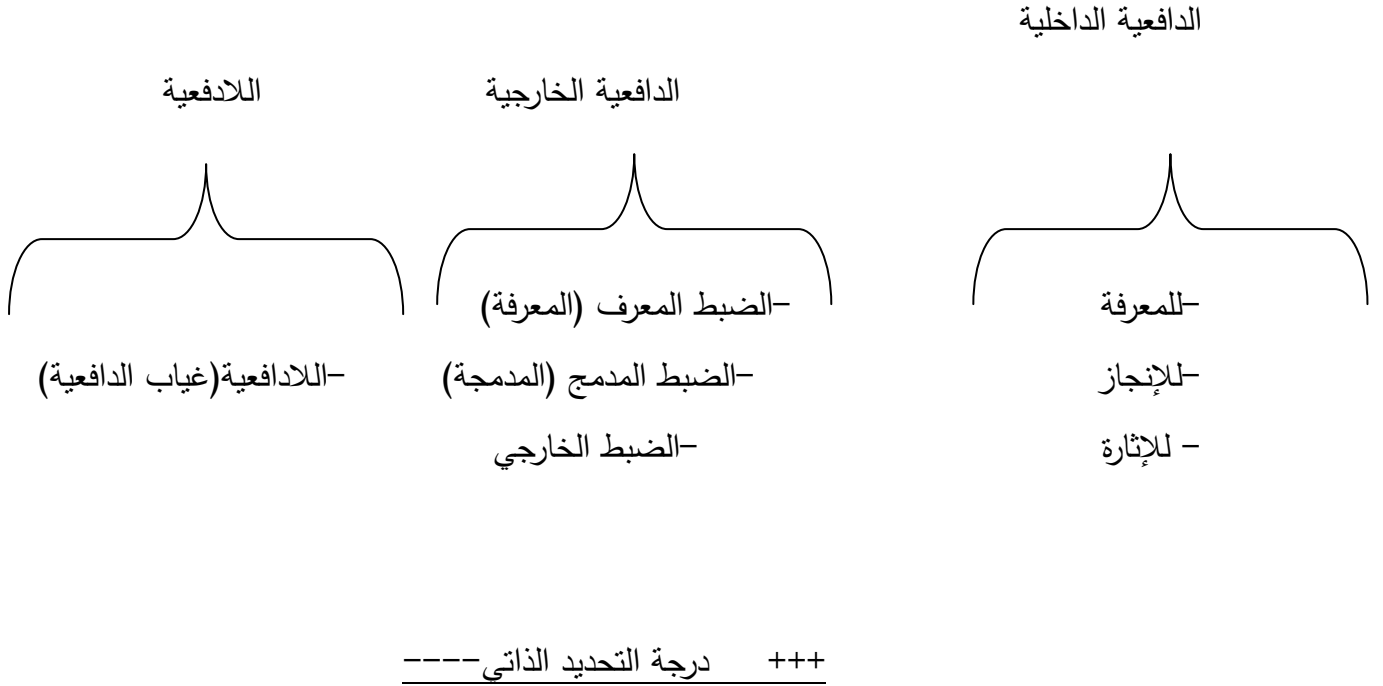 الدافعية الداخلية
الدافعية الخارجية
اللادفعية
-للمعرفة
-للإنجاز
- للإثارة
-الضبط المعرف (المعرفة)
-الضبط المدمج (المدمجة)
-الضبط الخارجي
-اللادافعية(غياب الدافعية)
+++ درجة التحديد الذاتي----